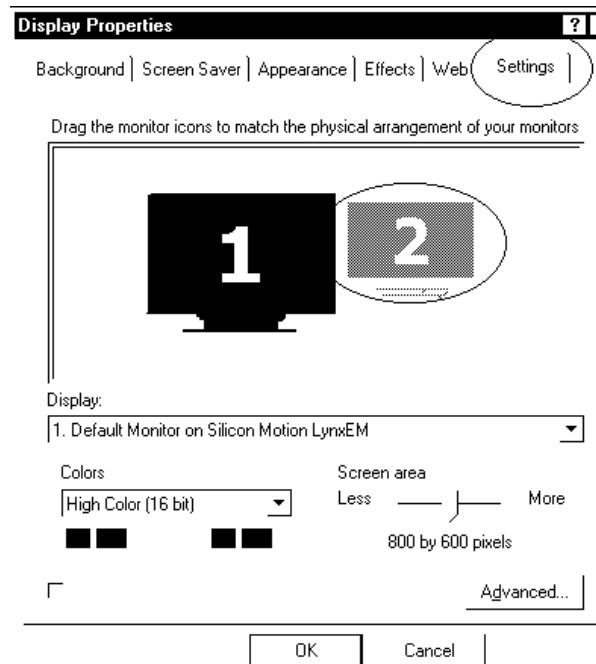 Display Properties ?
Background Screen Saver Appearance Effects Web Settings
Drag the monitor icons to match the physical arrangement of your monitors
1 2
Display:
1. Default Monitor on Silicon Motion LynxEM
Colors Screen area
High Color (16 bit) Less More
800 by 600 pixels
Advanced...
OK Cancel